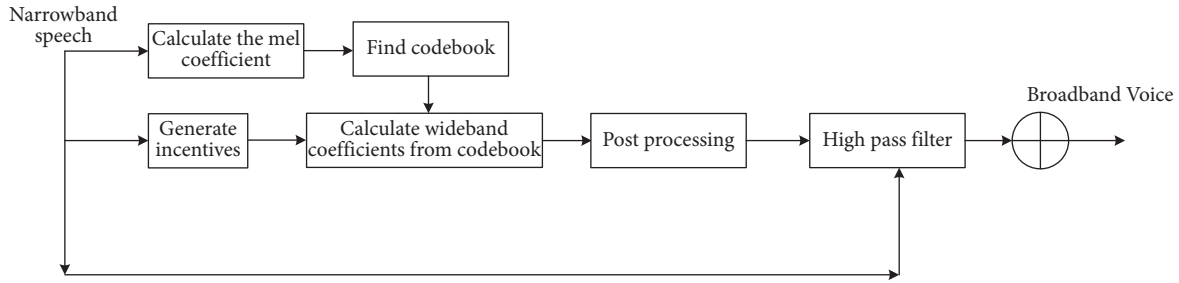 Narrowband
speech
Calculate the mel
coefficient
Find codebook
Broadband Voice
Generate
incentives
Calculate wideband
coefficients from codebook
Post processing
High pass filter